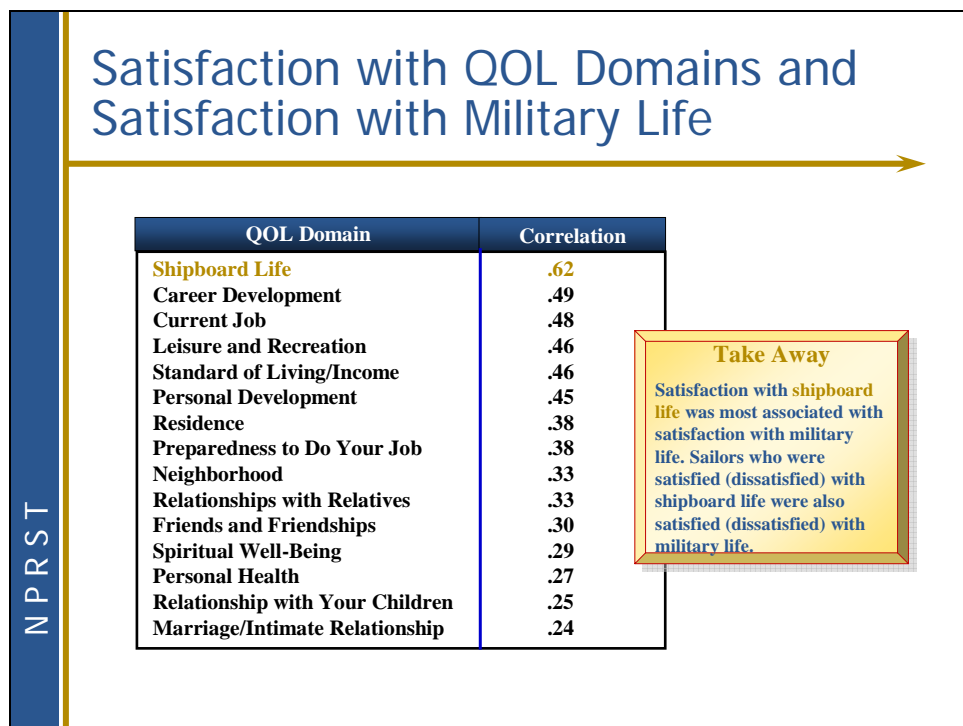 Satisfaction with QOL Domains and
Satisfaction with Military Life
QOL Domain Correlation
Shipboard Life .62
Career Development .49
Current Job .48
Leisure and Recreation .46
Standard of Living/Income .46
Personal Development .45
Residence .38
Preparedness to Do Your Job .38
Neighborhood .33
Relationships with Relatives .33
Friends and Friendships .30
Spiritual Well-Being .29
Personal Health .27
Relationship with Your Children .25
Marriage/Intimate Relationship .24
Take Away
Satisfaction with shipboard
life was most associated with
satisfaction with military
life. Sailors who were
satisfied (dissatisfied) with
shipboard life were also
satisfied (dissatisfied) with
military life.
NPRST